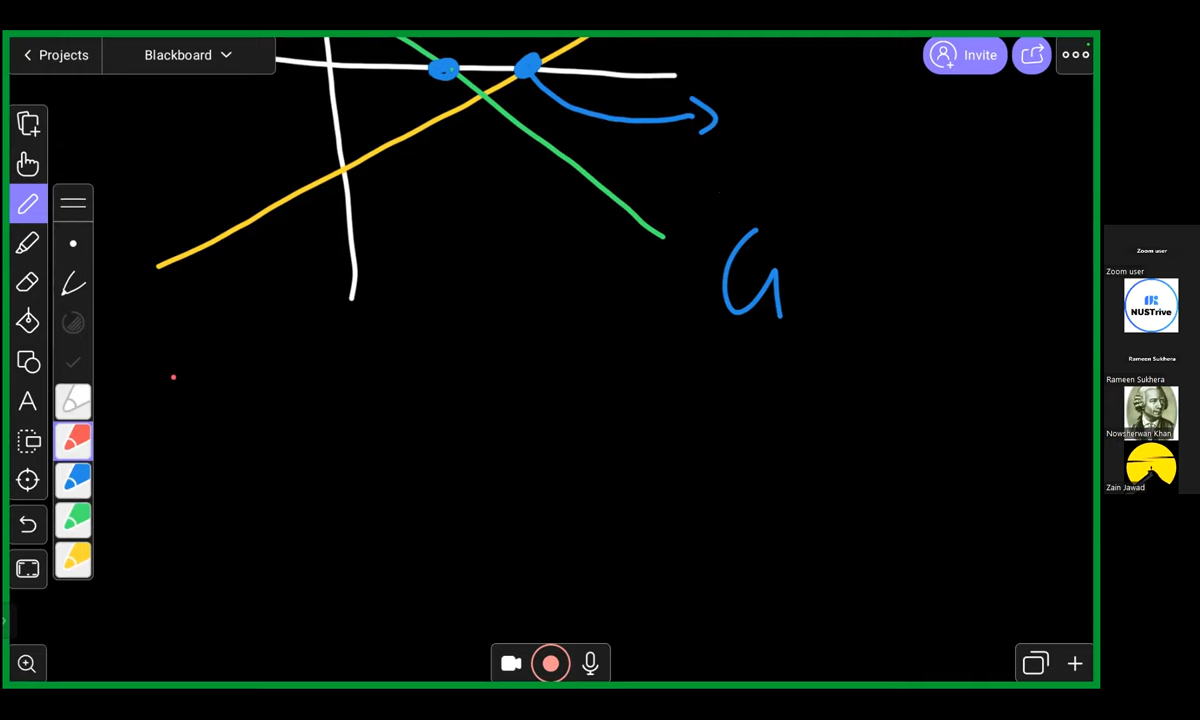 Projects
Blackboard
Invite
A
Zoom user
Zoom user
NUSTrive
Rameen Sukhera
Rameen Sukhera
Nowsherwan Khan
Zain Jawad